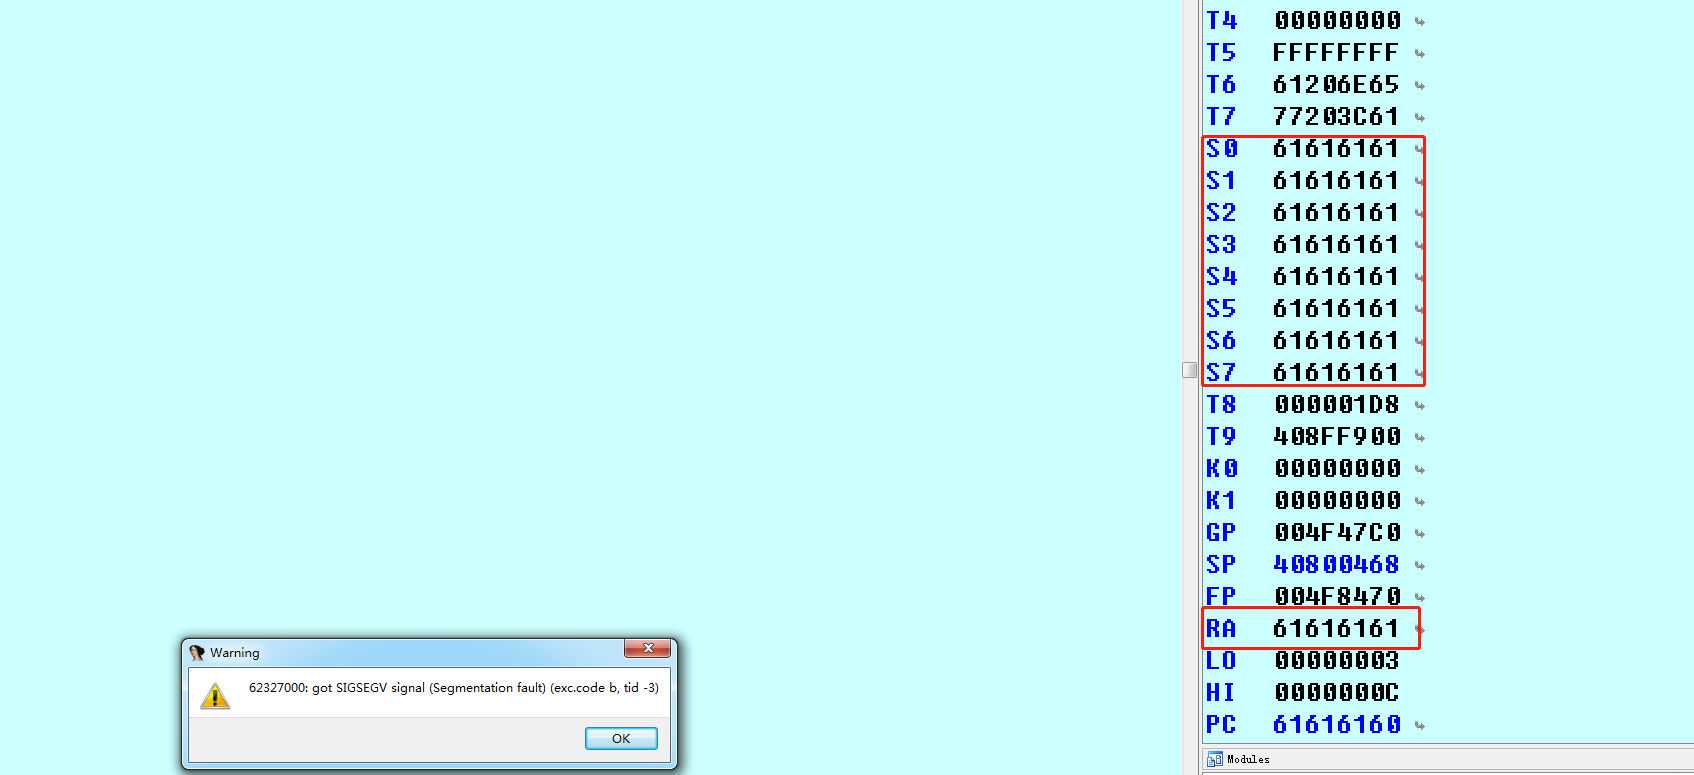 T4 00000000
T5 FFFFFFFF
T6 61206E65
T7 77203C61
S0 61616161
S1 61616161
S2 61616161
S3 61616161
S4 61616161
S5 61616161
S6 61616161
S7 61616161
T8 000001D8
T9 408FF900
K0 00000000
K1 00000000
GP 004F47C0
SP 40800468
FP 004F8470
RA 61616161
LO 00000003
HI 0000000C
PC 61616160
Modules
Warning
62327000: got SIGSEGV signal (Segmentation fault) (exc.code b, tid -3)
OK